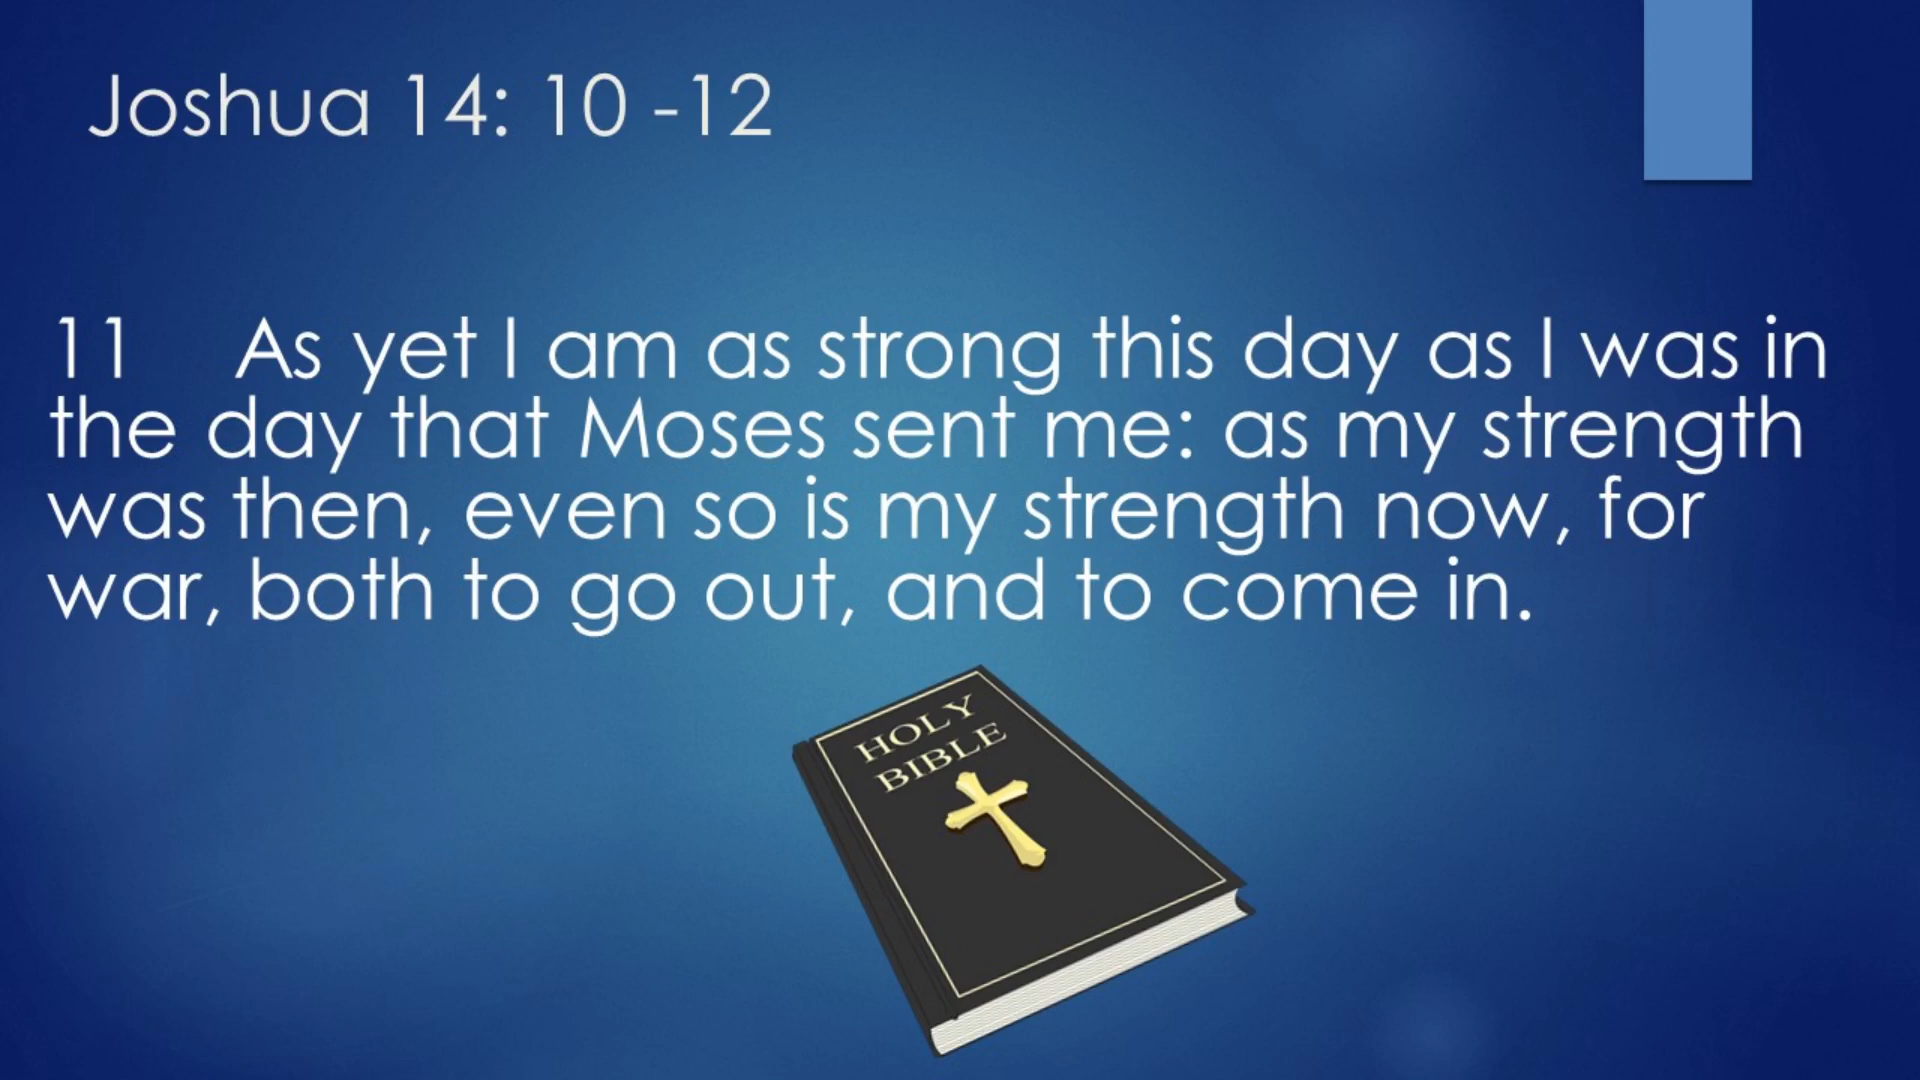 Joshua 14: 10 -12
11 As yet I am as strong this day as I was in
the day that Moses sent me: as my strength
was then, even so is my strength now, for
war, both to go out, and to come in.
HOLY
BIBLE